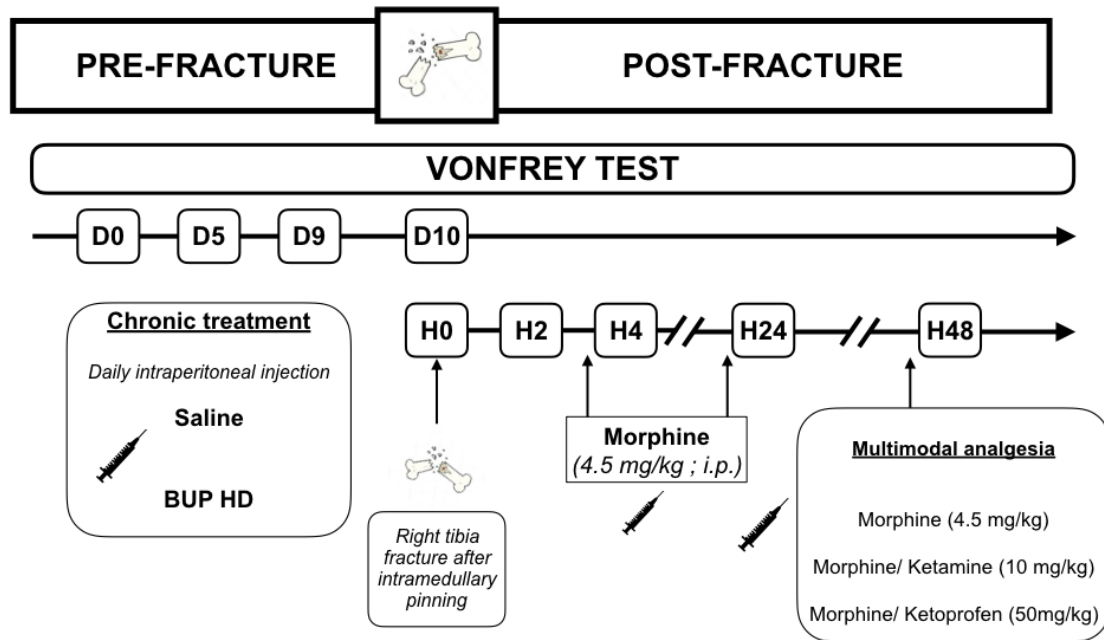 PRE-FRACTURE
POST-FRACTURE
VONFREY TEST
D0
D5
D9
D10
Chronic treatment
Daily intraperitoneal injection
Saline
BUP HD
H0
H2
H4
H24
H48
Right tibia
fracture after
intramedullary
pinning
Morphine
(4.5 mg/kg ; i.p.)
Multimodal analgesia
Morphine (4.5 mg/kg)
Morphine/ Ketamine (10 mg/kg)
Morphine/ Ketoprofen (50mg/kg)